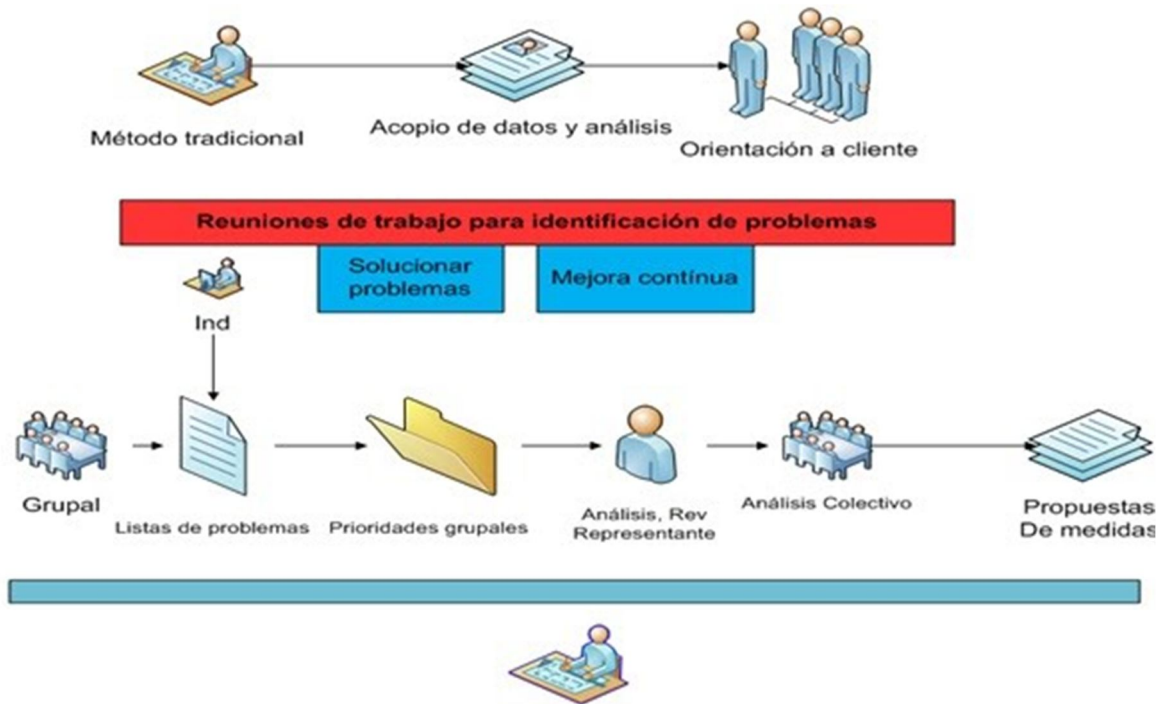 Método tradicional
Acopio de datos y análisis
Orientación a cliente
Reuniones de trabajo para identificación de problemas
Solucionar
problemas
Mejora contínua
Ind
Grupal
Listas de problemas
Prioridades grupales
Análisis, Rev
Representante
Análisis Colectivo
Propuestas
De medidas